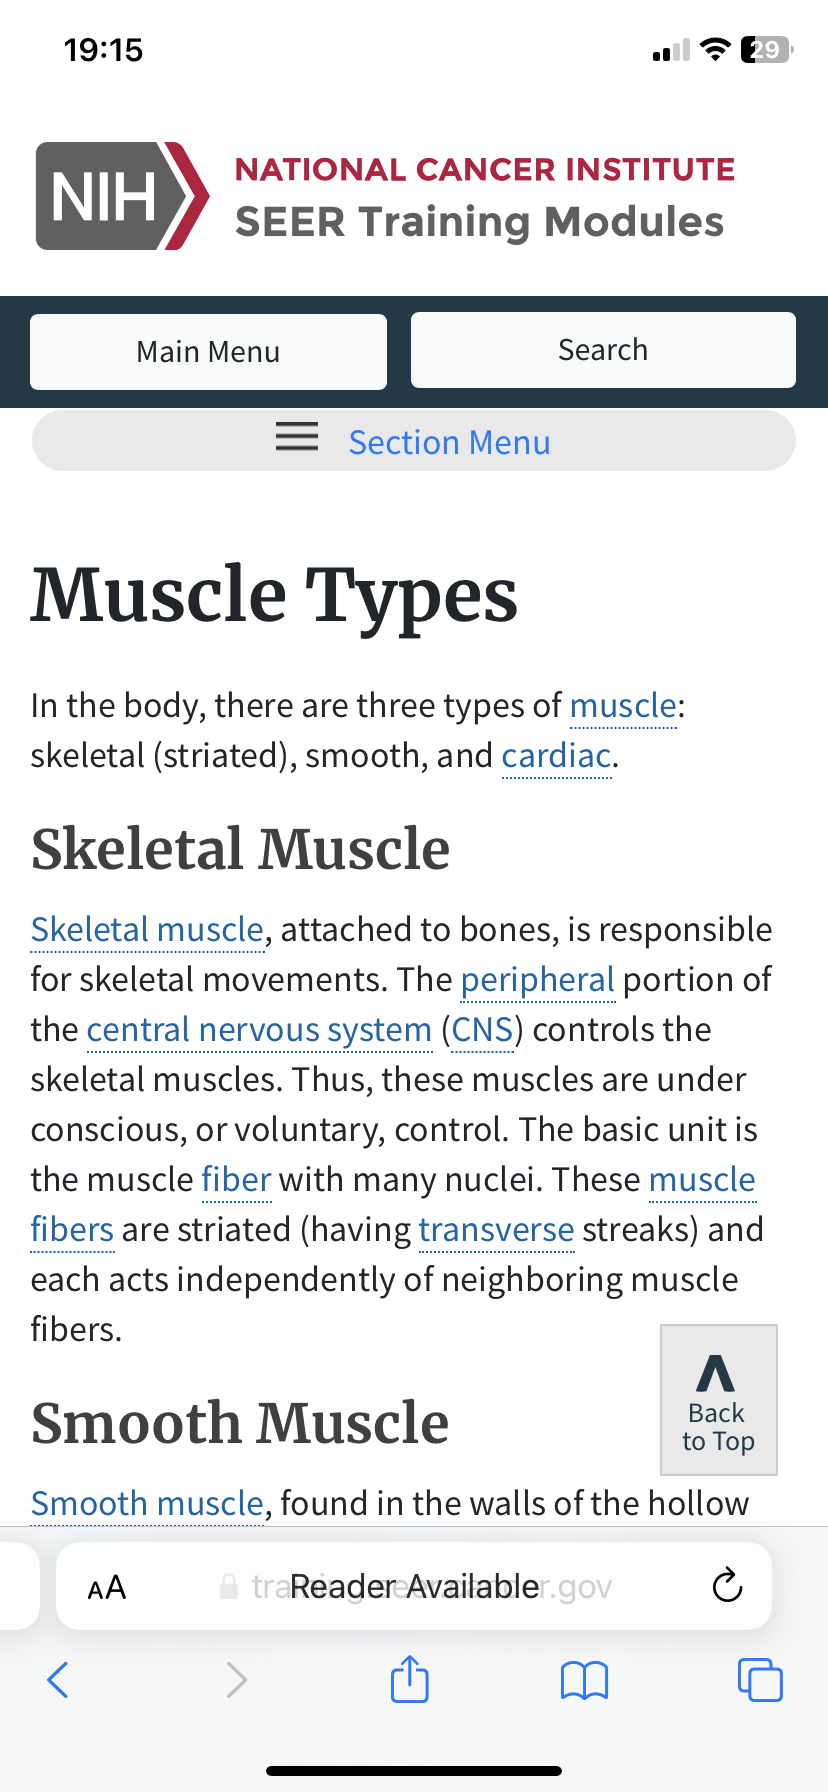 19:15
29
NIH
NATIONAL CANCER INSTITUTE
SEER Training Modules
Main Menu
Search
Section Menu
Muscle Types
In the body, there are three types of muscle:
skeletal (striated), smooth, and cardiac.
Skeletal Muscle
Skeletal muscle, attached to bones, is responsible
for skeletal movements. The peripheral portion of
the central nervous system (CNS) controls the
skeletal muscles. Thus, these muscles are under
conscious, or voluntary, control. The basic unit is
the muscle fiber with many nuclei. These muscle
fibers are striated (having transverse streaks) and
each acts independently of neighboring muscle
fibers.
Λ
Back
to Top
Smooth Muscle
Smooth muscle, found in the walls of the hollow
AA
training.seer.cancer.gov
Reader Available